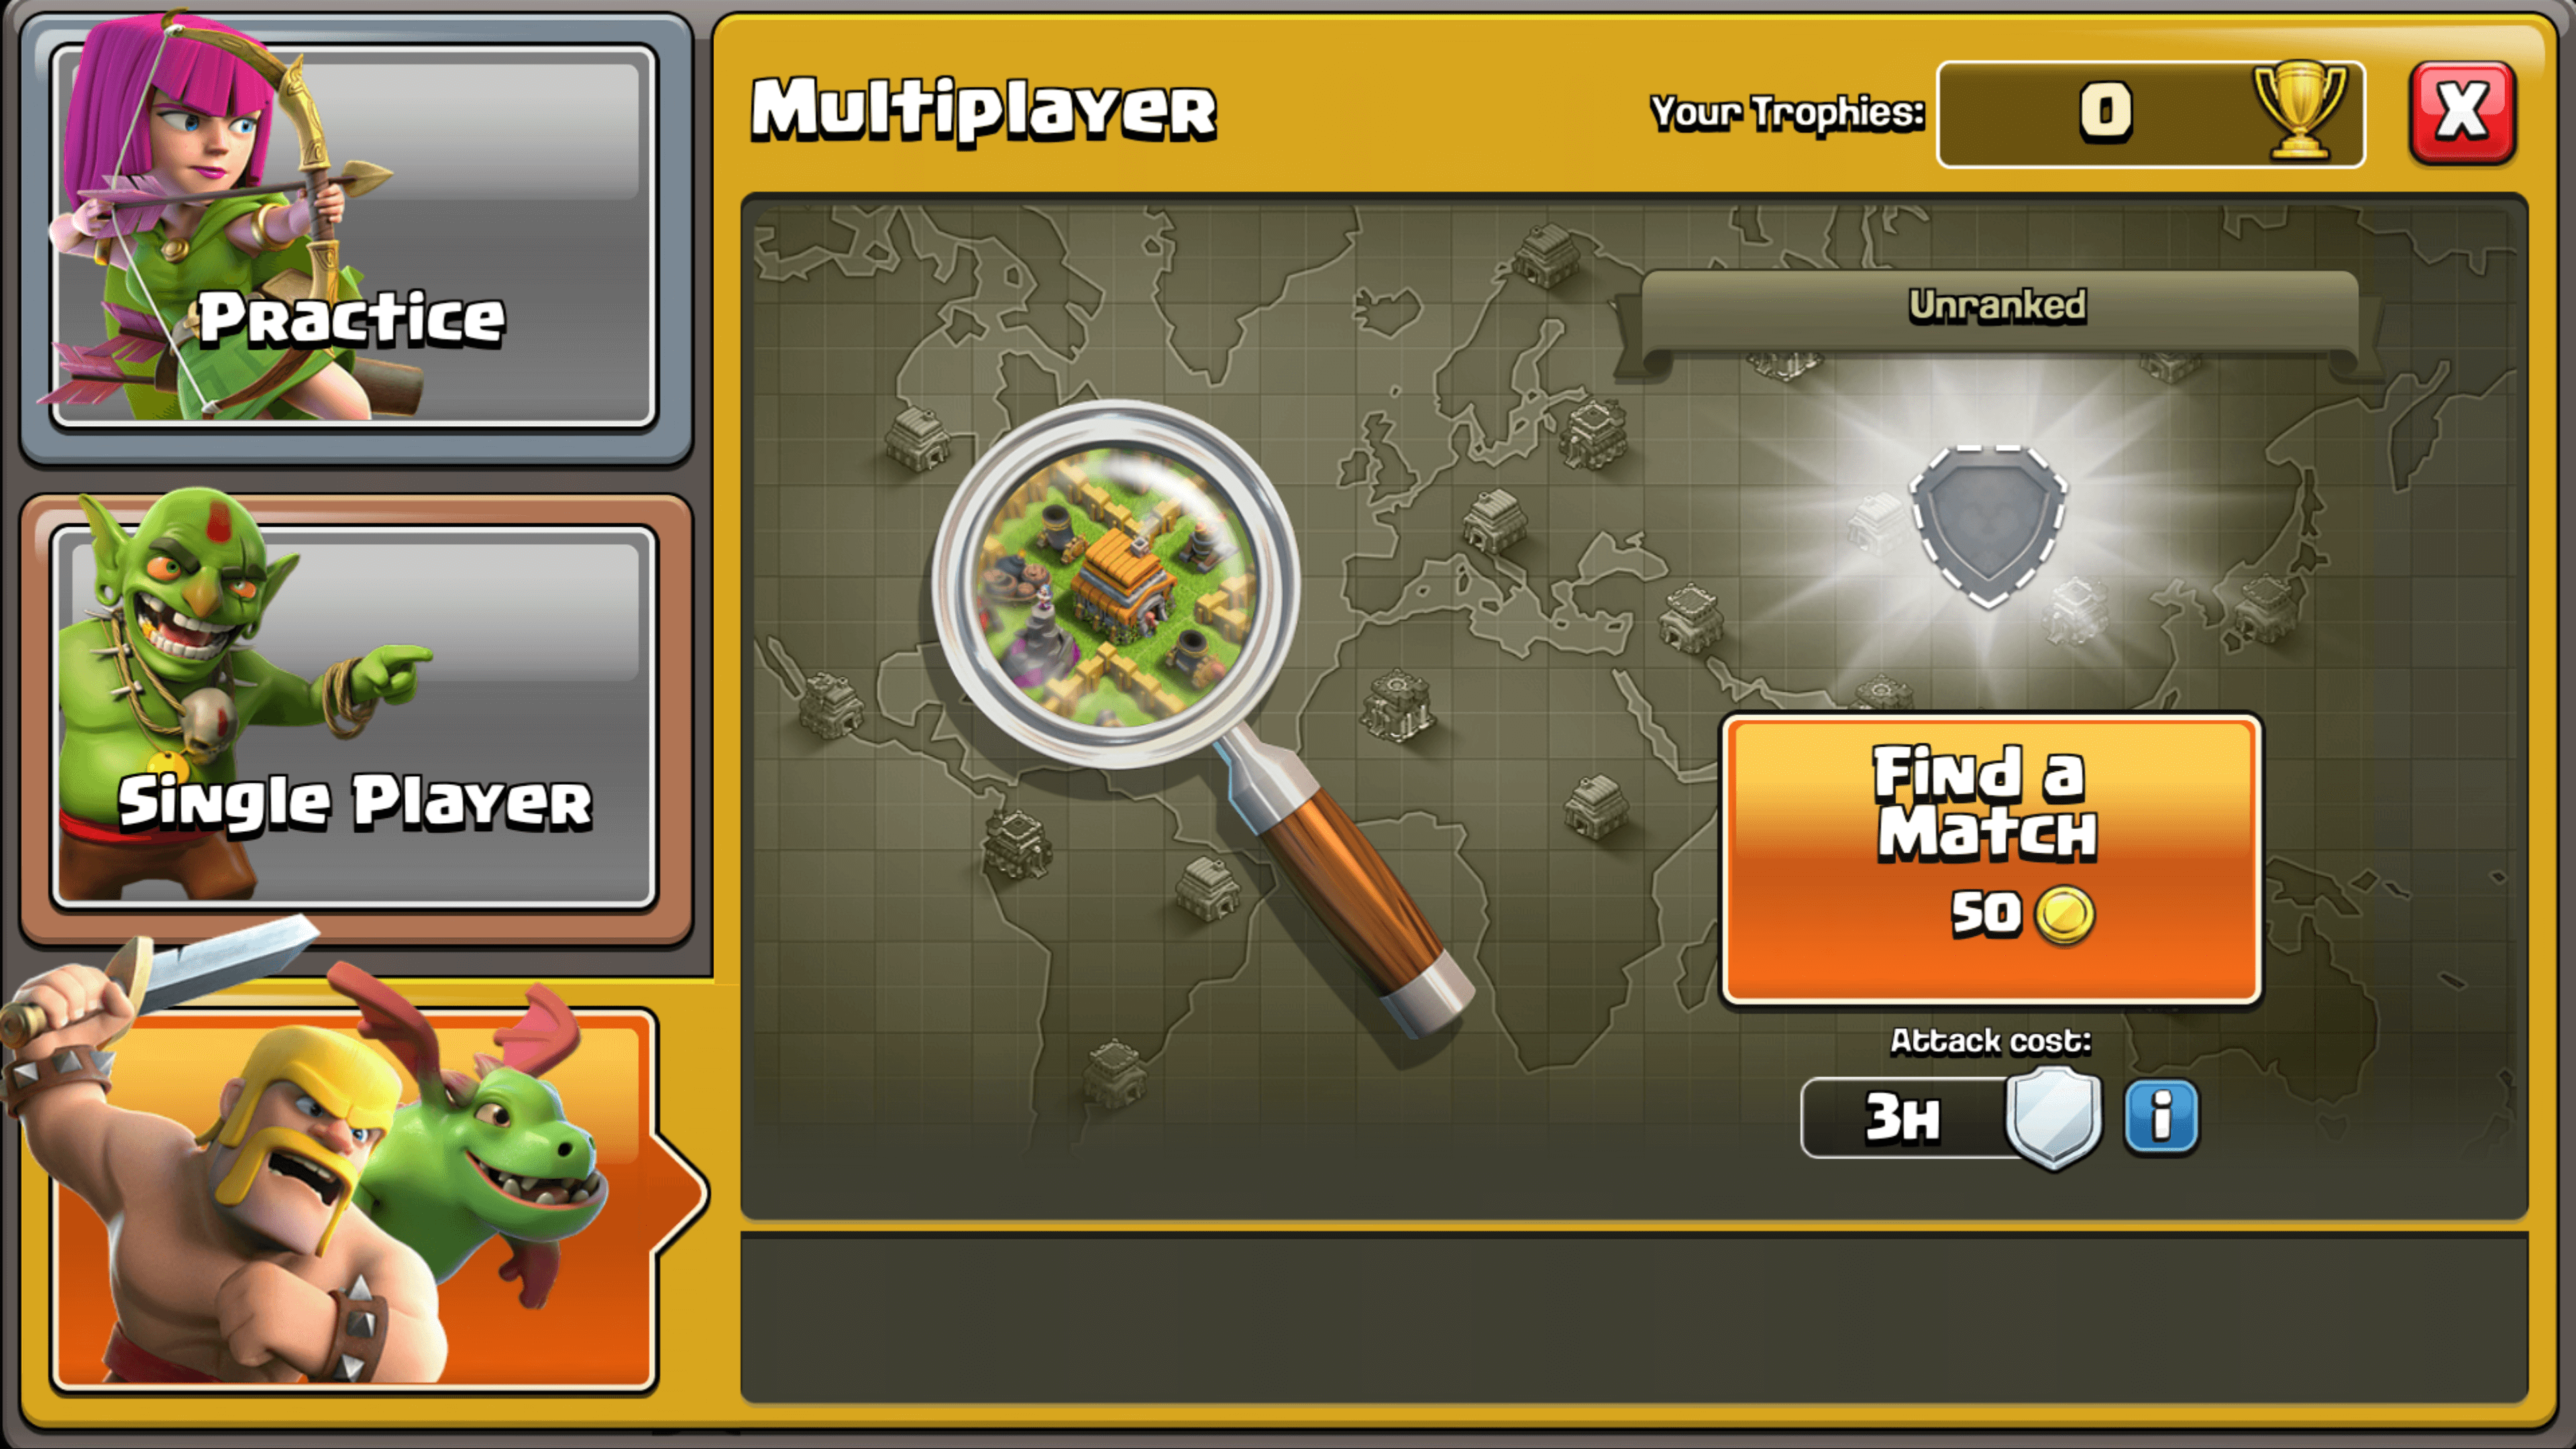 Practice
Single Player
Multiplayer
Your Trophies: 0
X
Unranked
Find a
Match
50
Attack cost:
3H
i